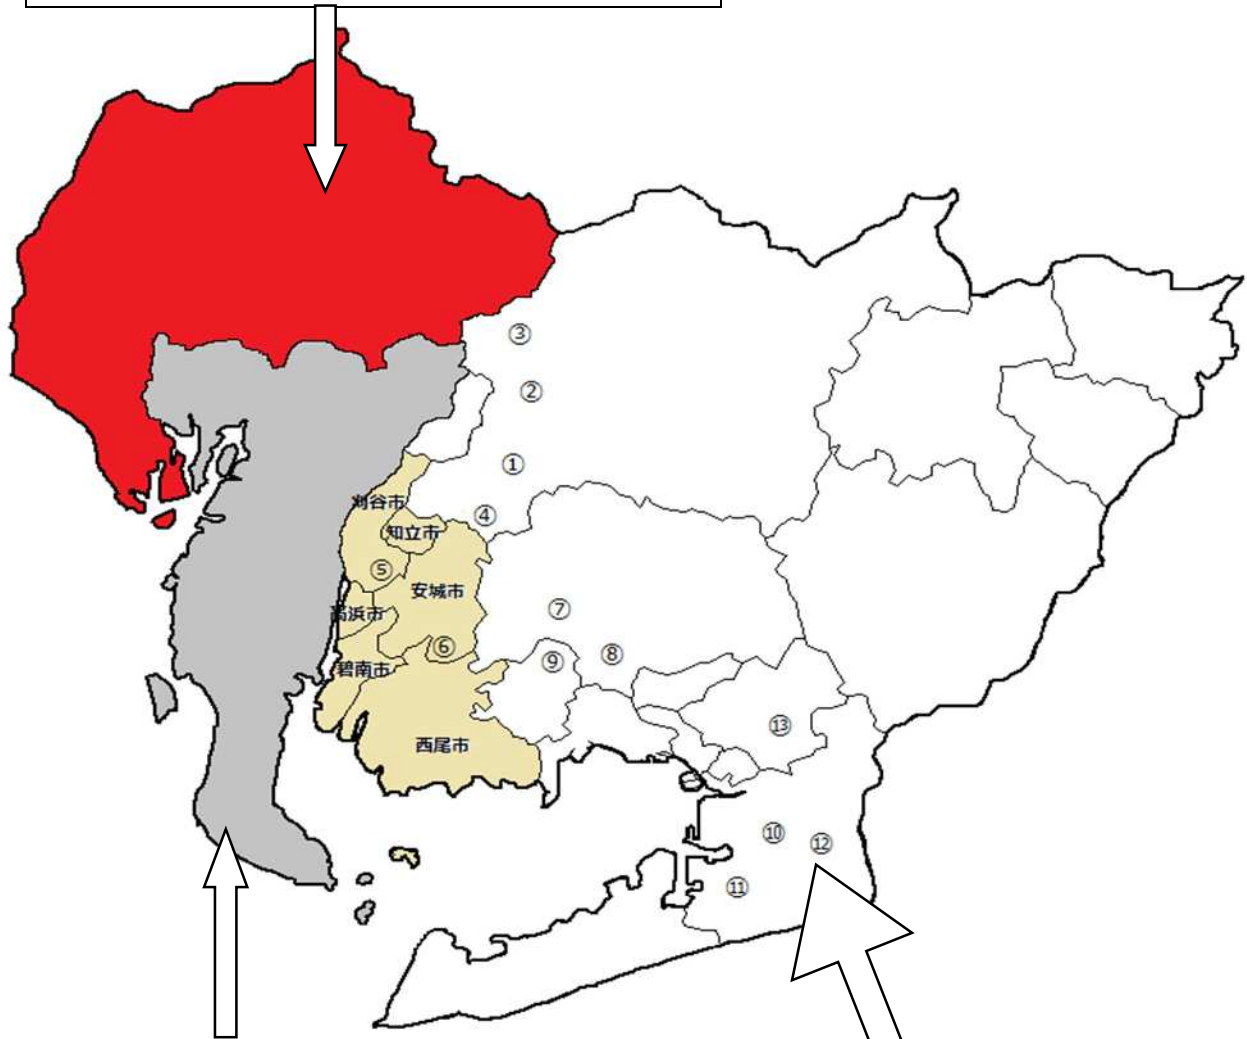 ③
②
①
刈谷市
④
知立市
⑤
安城市
高浜市
⑦
⑥
⑧
⑨
碧南市
⑬
西尾市
⑩
⑫
⑪